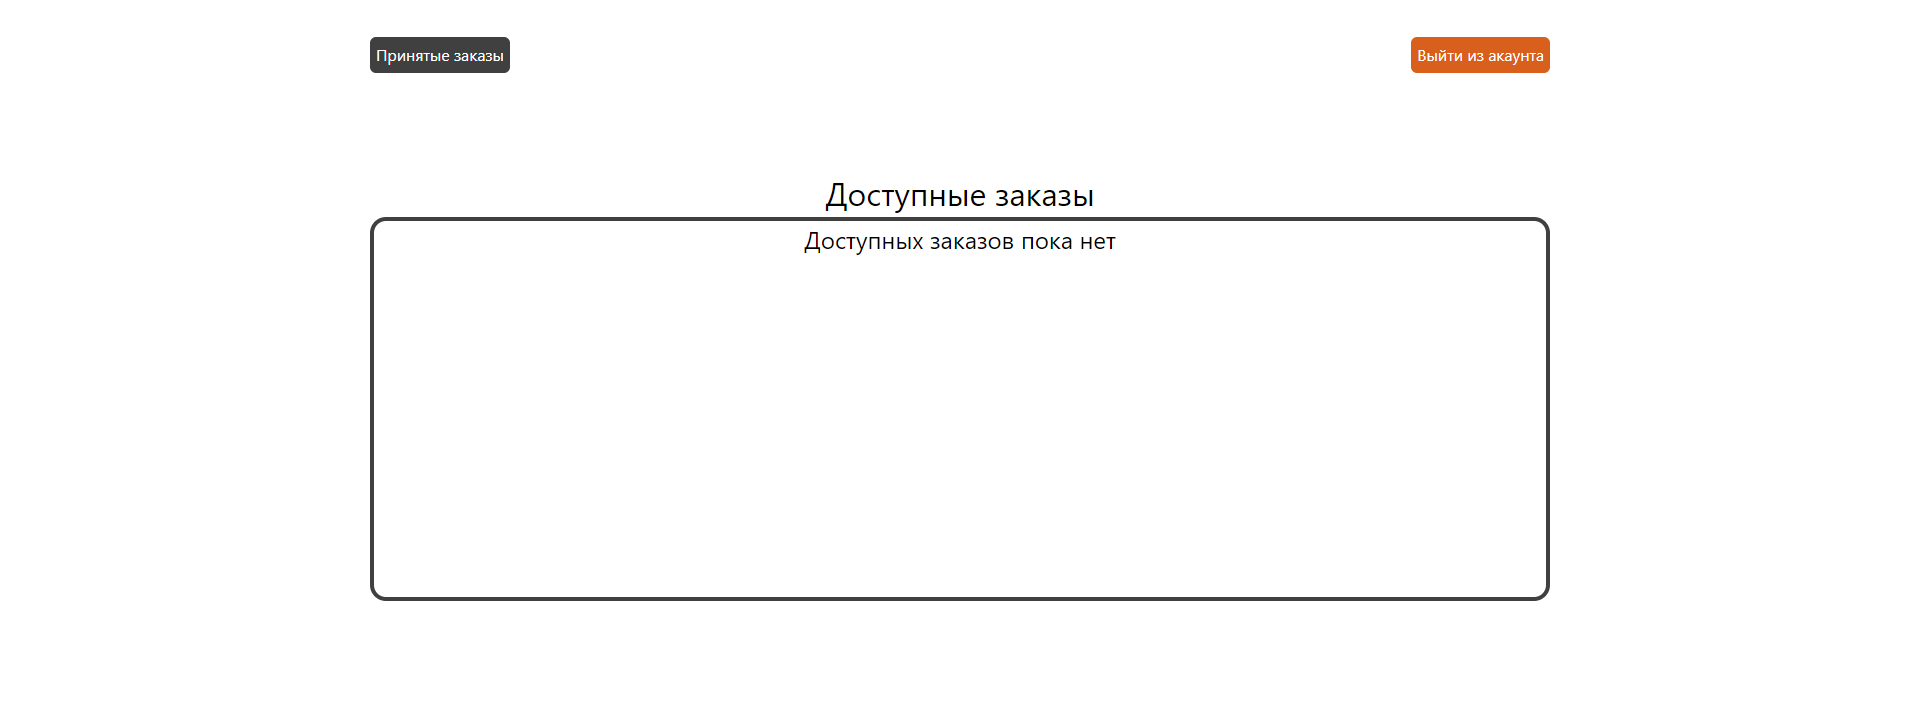 Принятые заказы
Выйти из акаунта
Доступные заказы
Доступных заказов пока нет